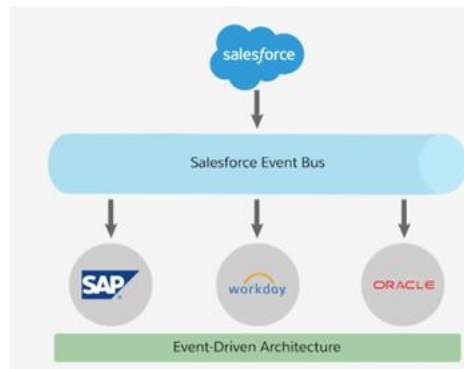 salesforce
Salesforce Event Bus
SAP
workday
ORACLE
Event-Driven Architecture